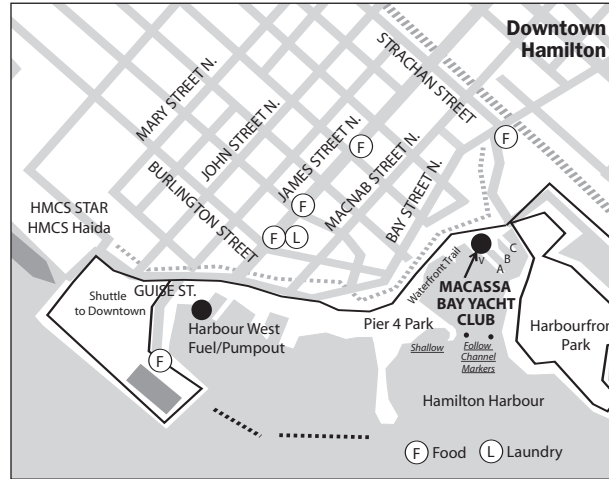 Downtown
Hamilton
STRACHAN STREET
MARY STREET N.
JOHN STREET N.
JAMES STREET N.
MACNAB STREET N.
BAY STREET N.
BURLINGTON STREET
F
F
F
F L
HMCS STAR
HMCS Haida
GUISE ST.
Shuttle
to Downtown
F
Harbour West
Fuel/Pumpout
Waterfront Trail
V
C
B
A
MACASSA
BAY YACHT
CLUB
Pier 4 Park
Harbourfron
Park
Shallow
Follow
Channel
Markers
Hamilton Harbour
F Food L Laundry